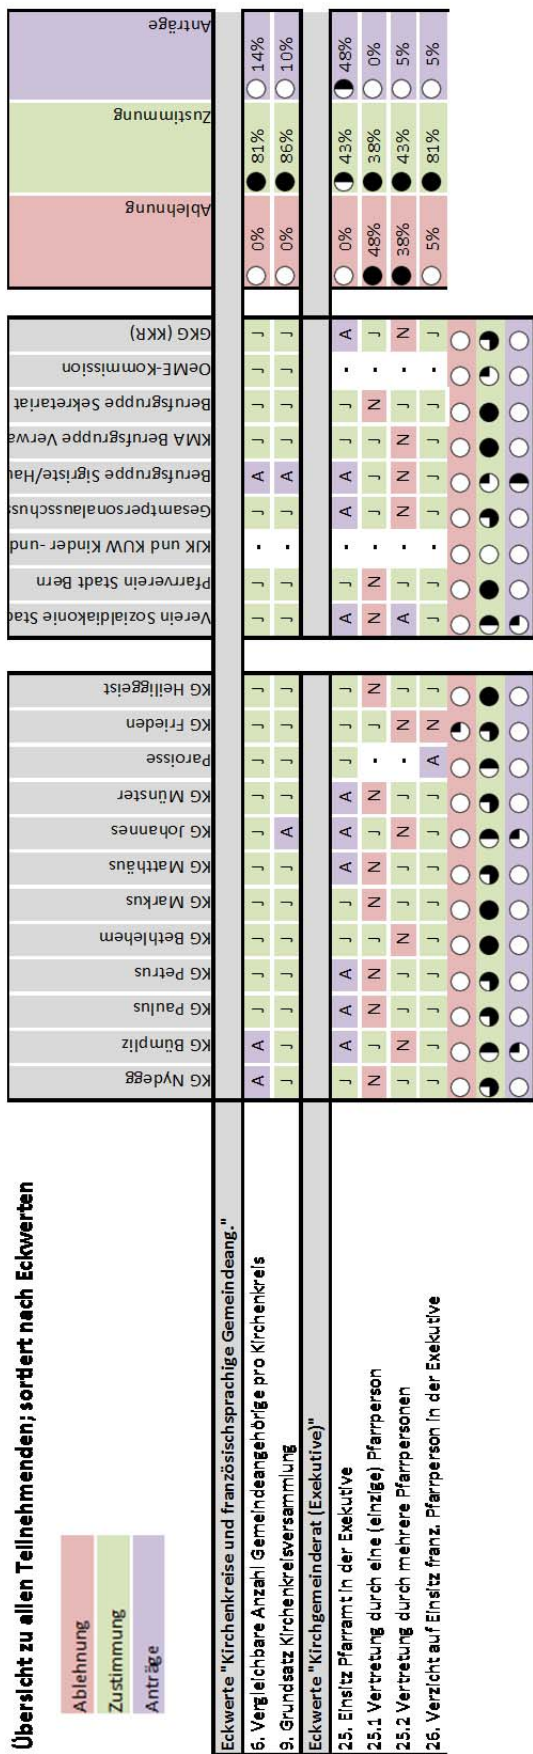 Übersicht zu allen Teilnehmenden; sortiert nach Eckwerten
Ablehnung
Zustimmung
Anträge
KG Nydegg
KG Bümpliz
KG Paulus
KG Petrus
KG Bethlehem
KG Markus
KG Matthäus
KG Johannes
KG Münster
Paroisse
KG Frieden
KG Heiliggeist
Verein Sozialdiakonie Stad
Pfarrverein Stadt Bern
KJK und KUW Kinder -und
Gesamtpersonalausschus
Berufsgruppe Sigriste/Hau
KMA Berufsgruppe Verwa
Berufsgruppe Sekretariat
OeME-Kommission
GKG (KKR)
Ablehnung
Zustimmung
Anträge
Eckwerte "Kirchenkreise und französischsprachige Gemeindeang."
6. Vergleichbare Anzahl Gemeindeangehörige pro Kirchenkreis A A J J J J J J J J J J J J - J A J J J J 0% 81% 14%
9. Grundsatz Kirchenkreisversammlung J J J J J J J A J J J J J J - J A J J J J 0% 86% 10%
Eckwerte "Kirchgemeinderat (Exekutive)"
25. Einsitz Pfarramt in der Exekutive J A A A J J A A A J J J A J - A A J J - A 0% 43% 48%
25.1 Vertretung durch eine (einzige) Pfarrperson N J N N J N N J N - J N N N - J J J N - J 48% 38% 0%
25.2 Vertretung durch mehrere Pfarrpersonen J N J J N J J N J - N J A J - N N N J - N 38% 43% 5%
26. Verzicht auf Einsitz franz. Pfarrperson in der Exekutive J J J J J J J J J A N J J J - J J J J - J 5% 81% 5%